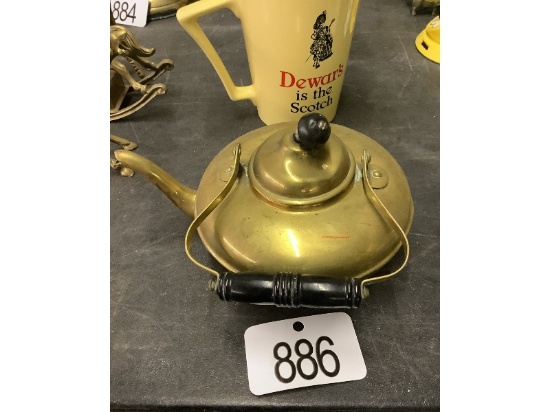 884
Dewar's
is the
Scotch
886